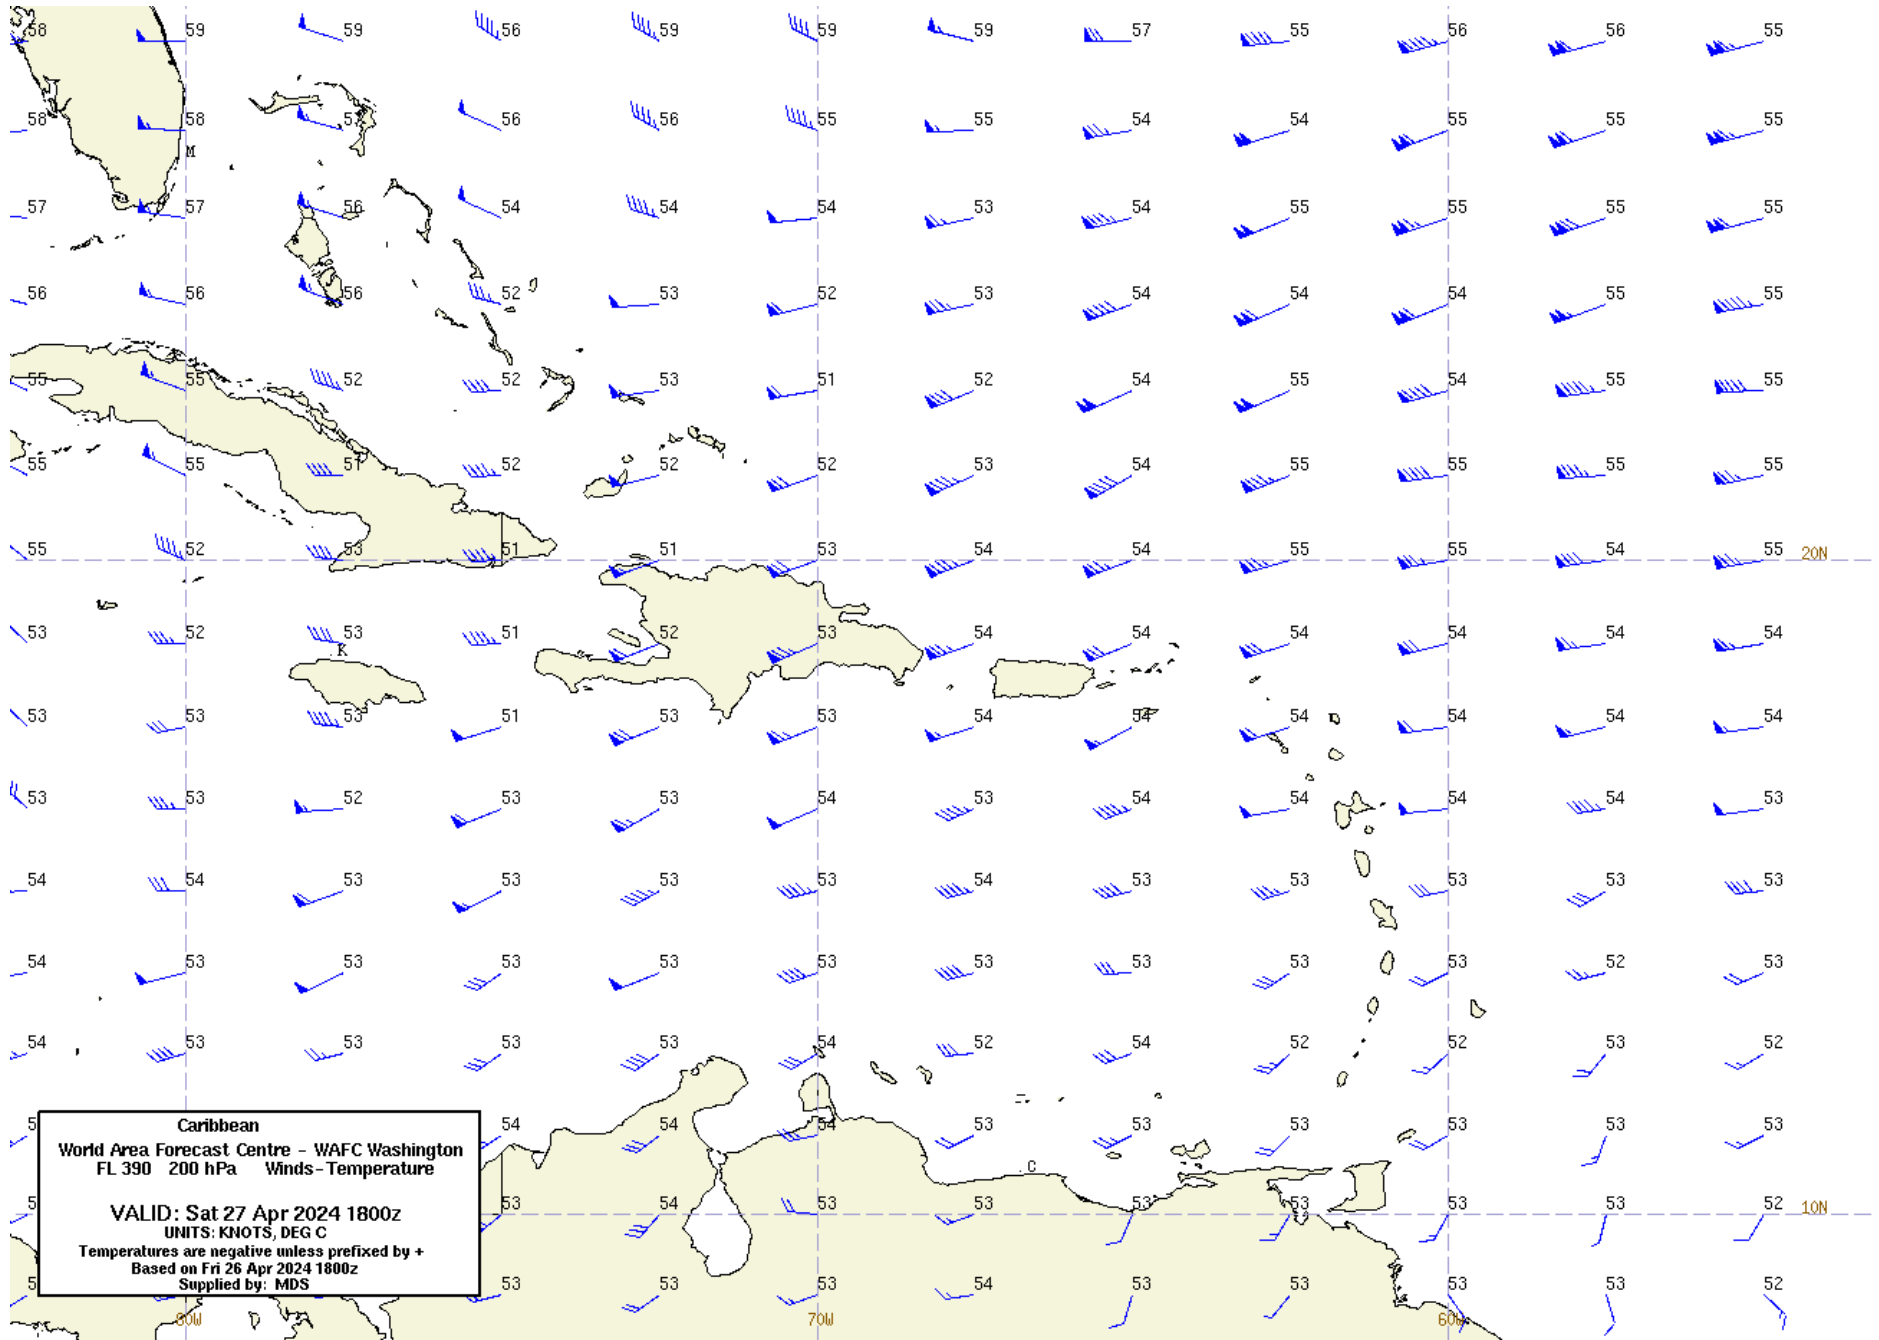 58 59 59 56 59 59 59 57 55 56 56 55
58 58 57 56 56 55 55 54 54 55 55 55
M
57 57 56 54 54 54 53 54 55 55 55 55
56 56 56 52 53 52 53 54 54 54 55 55
55 55 52 52 53 51 52 54 55 54 55 55
55 55 51 52 52 52 53 54 55 55 55 55
55 52 53 51 51 53 54 54 55 55 54 55 20N
53 52 53 51 52 53 54 54 54 54 54 54
K
53 53 53 51 53 53 54 54 54 54 54 54
53 53 52 53 53 54 53 54 54 54 54 53
54 54 53 53 53 53 54 53 53 53 53 53
54 53 53 53 53 53 53 53 53 53 52 53
54 53 53 53 53 54 52 54 52 52 53 52
5 54 54 54 53 53 53 53 53 53
C
5 53 54 53 53 53 53 53 53 52 10N
5 53 53 53 54 53 53 53 53 52
80W 70W 60W
Caribbean
World Area Forecast Centre - WAFC Washington
FL 390 200 hPa Winds-Temperature
VALID: Sat 27 Apr 2024 1800z
UNITS: KNOTS, DEG C
Temperatures are negative unless prefixed by +
Based on Fri 26 Apr 2024 1800z
Supplied by: MDS